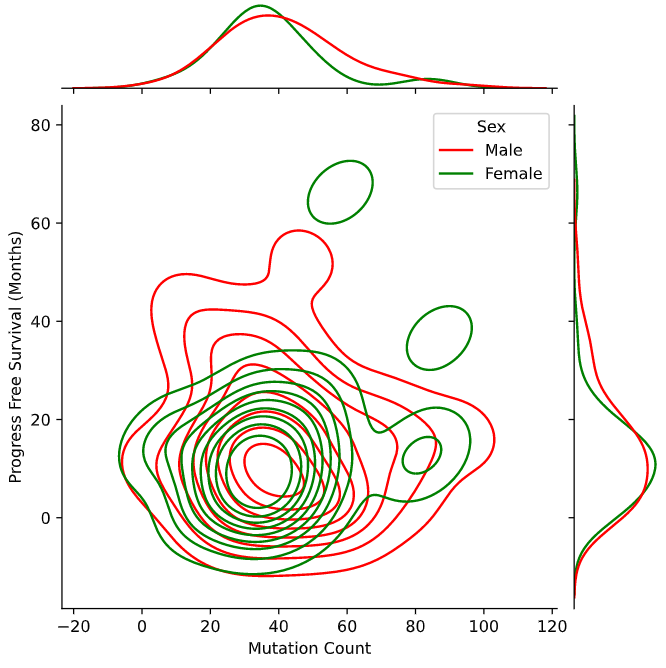 Sex
Male
Female
80
60
40
20
0
Progress Free Survival (Months)
−20 0 20 40 60 80 100 120
Mutation Count